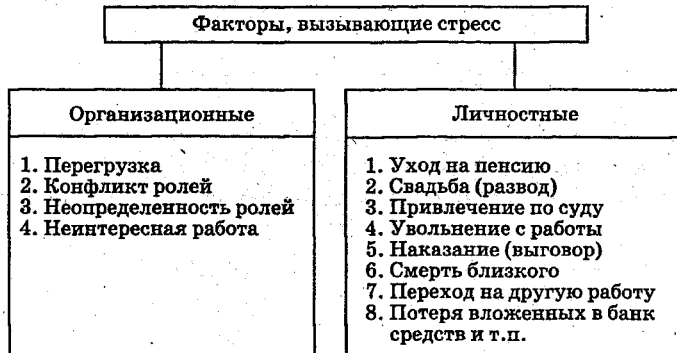 Факторы, вызывающие стресс
Организационные
1. Перегрузка
2. Конфликт ролей
3. Неопределенность ролей
4. Неинтересная работа
Личностные
1. Уход на пенсию
2. Свадьба (развод)
3. Привлечение по суду
4. Увольнение с работы
5. Наказание (выговор)
6. Смерть близкого
7. Переход на другую работу
8. Потеря вложенных в банк
средств и т.п.